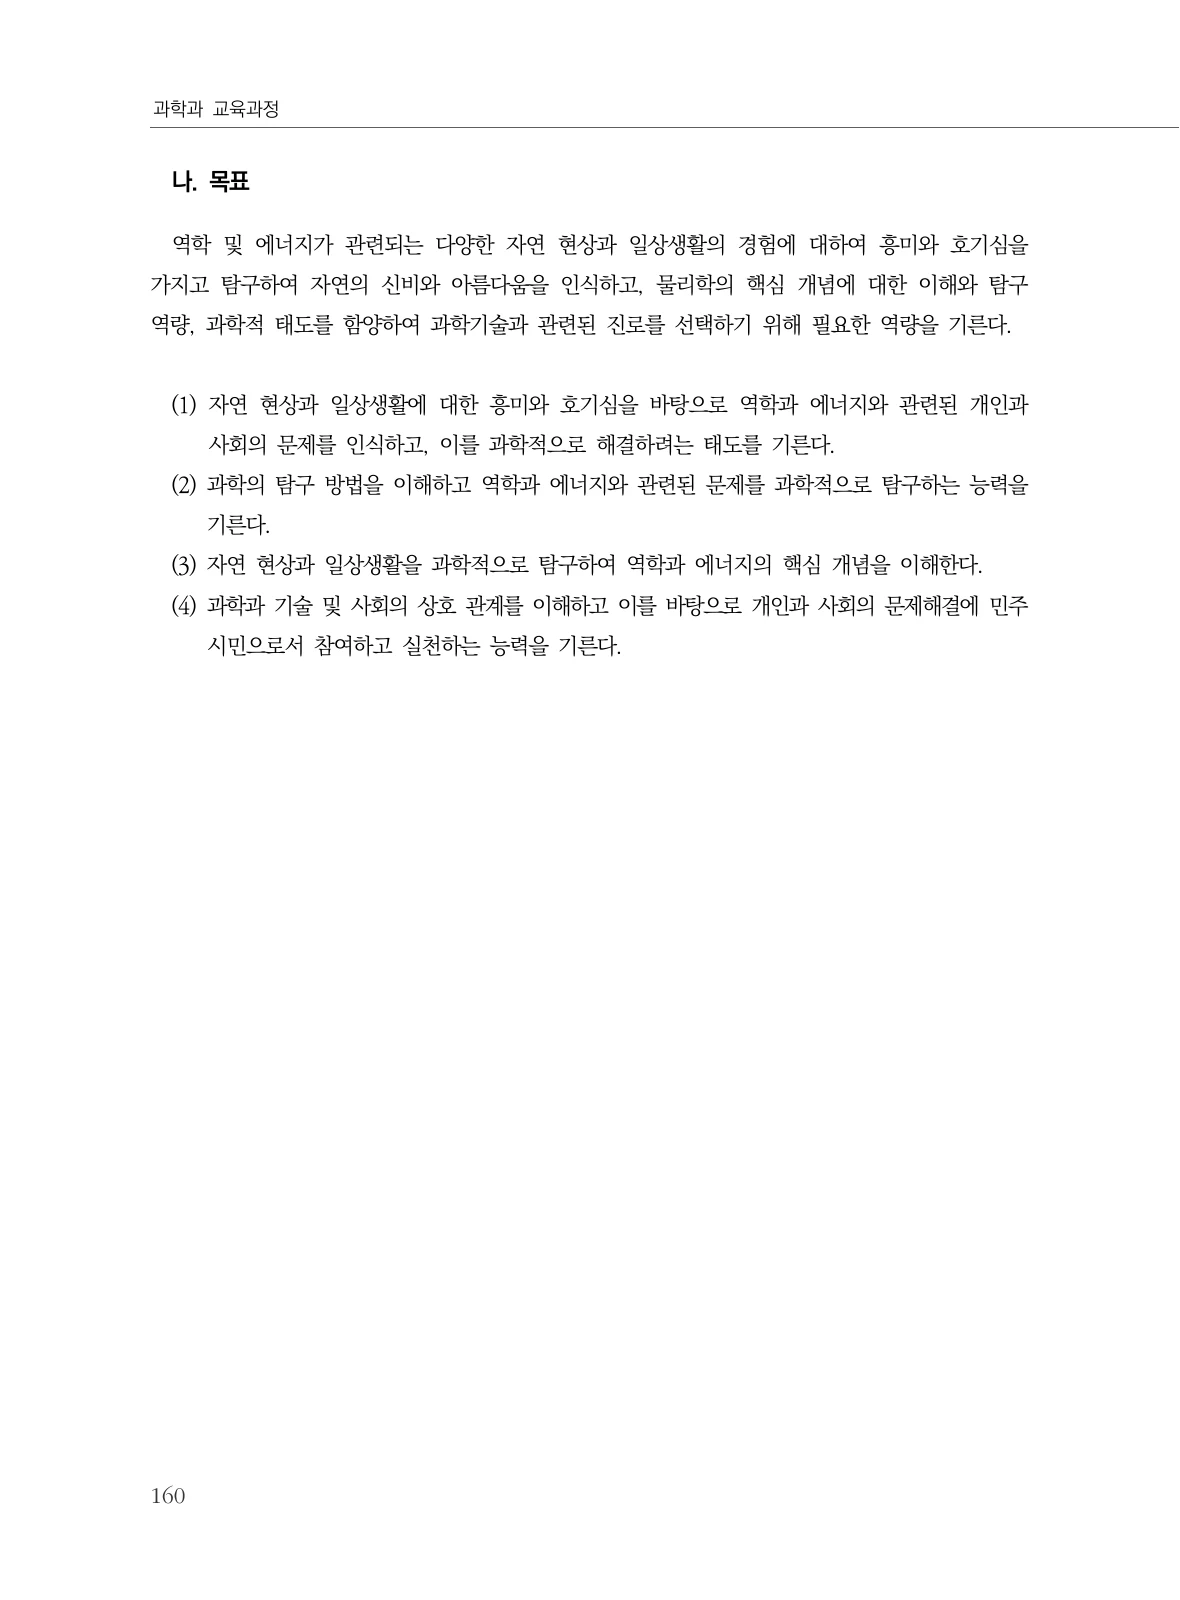 과학과 교육과정
나. 목표
역학 및 에너지가 관련되는 다양한 자연 현상과 일상생활의 경험에 대하여 흥미와 호기심을
가지고 탐구하여 자연의 신비와 아름다움을 인식하고, 물리학의 핵심 개념에 대한 이해와 탐구
역량, 과학적 태도를 함양하여 과학기술과 관련된 진로를 선택하기 위해 필요한 역량을 기른다.
(1) 자연 현상과 일상생활에 대한 흥미와 호기심을 바탕으로 역학과 에너지와 관련된 개인과
사회의 문제를 인식하고, 이를 과학적으로 해결하려는 태도를 기른다.
(2) 과학의 탐구 방법을 이해하고 역학과 에너지와 관련된 문제를 과학적으로 탐구하는 능력을
기른다.
(3) 자연 현상과 일상생활을 과학적으로 탐구하여 역학과 에너지의 핵심 개념을 이해한다.
(4) 과학과 기술 및 사회의 상호 관계를 이해하고 이를 바탕으로 개인과 사회의 문제해결에 민주
시민으로서 참여하고 실천하는 능력을 기른다.
160